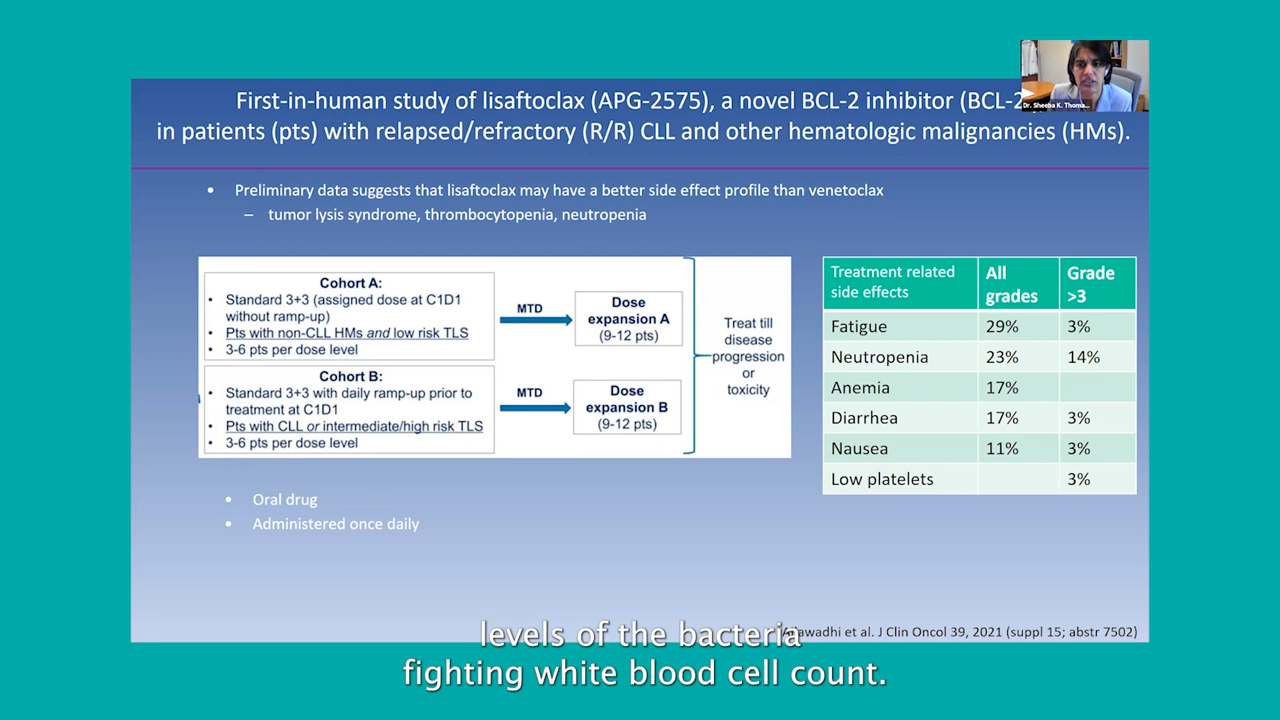 First-in-human study of lisaftoclax (APG-2575), a novel BCL-2 inhibitor (BCL-2
in patients (pts) with relapsed/refractory (R/R) CLL and other hematologic malignancies (HMs).
Dr. Sheeba K. Thoma...
• Preliminary data suggests that lisaftoclax may have a better side effect profile than venetoclax
– tumor lysis syndrome, thrombocytopenia, neutropenia
Cohort A:
• Standard 3+3 (assigned dose at C1D1
without ramp-up)
• Pts with non-CLL HMs and low risk TLS
• 3-6 pts per dose level
MTD
Dose
expansion A
(9-12 pts)
Cohort B:
• Standard 3+3 with daily ramp-up prior to
treatment at C1D1
• Pts with CLL or intermediate/high risk TLS
• 3-6 pts per dose level
MTD
Dose
expansion B
(9-12 pts)
Treat till
disease
progression
or
toxicity
Treatment related side effects All grades Grade >3
Fatigue 29% 3%
Neutropenia 23% 14%
Anemia 17%
Diarrhea 17% 3%
Nausea 11% 3%
Low platelets 3%
• Oral drug
• Administered once daily
et al. J Clin Oncol 39, 2021 (suppl 15; abstr 7502)
levels of the bacteria
fighting white blood cell count.